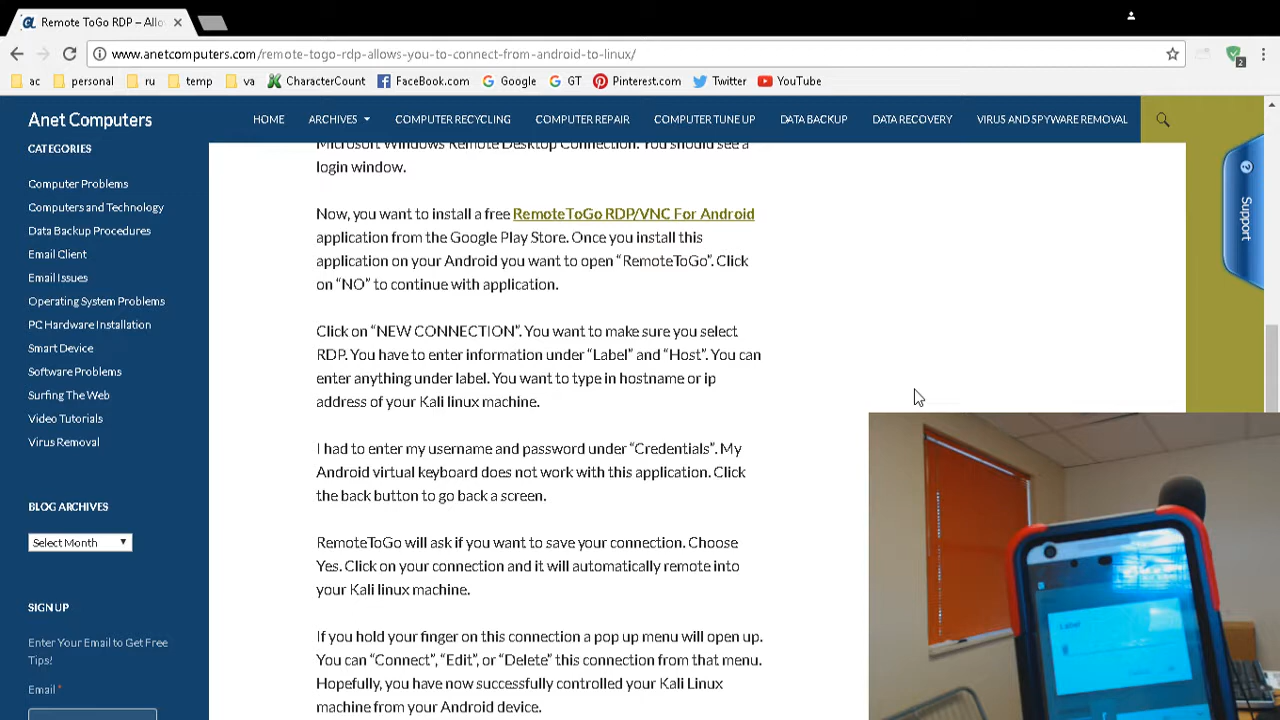 Remote ToGo RDP – Allo
www.anetcomputers.com/remote-togo-rdp-allows-you-to-connect-from-android-to-linux/
ac personal ru temp va CharacterCount FaceBook.com Google GT Pinterest.com Twitter YouTube
2
Anet Computers
HOME ARCHIVES COMPUTER RECYCLING COMPUTER REPAIR COMPUTER TUNE UP DATA BACKUP DATA RECOVERY VIRUS AND SPYWARE REMOVAL
CATEGORIES
Computer Problems
Computers and Technology
Data Backup Procedures
Email Client
Email Issues
Operating System Problems
PC Hardware Installation
Smart Device
Software Problems
Surfing The Web
Video Tutorials
Virus Removal
BLOG ARCHIVES
Select Month
SIGN UP
Enter Your Email to Get Free
Tips!
Email *
Microsoft Windows Remote Desktop Connection. You should see a
login window.
Now, you want to install a free RemoteToGo RDP/VNC For Android
application from the Google Play Store. Once you install this
application on your Android you want to open “RemoteToGo”. Click
on “NO” to continue with application.
Click on “NEW CONNECTION”. You want to make sure you select
RDP. You have to enter information under “Label” and “Host”. You can
enter anything under label. You want to type in hostname or ip
address of your Kali linux machine.
I had to enter my username and password under “Credentials”. My
Android virtual keyboard does not work with this application. Click
the back button to go back a screen.
RemoteToGo will ask if you want to save your connection. Choose
Yes. Click on your connection and it will automatically remote into
your Kali linux machine.
If you hold your finger on this connection a pop up menu will open up.
You can “Connect”, “Edit”, or “Delete” this connection from that menu.
Hopefully, you have now successfully controlled your Kali Linux
machine from your Android device.
Support
Label